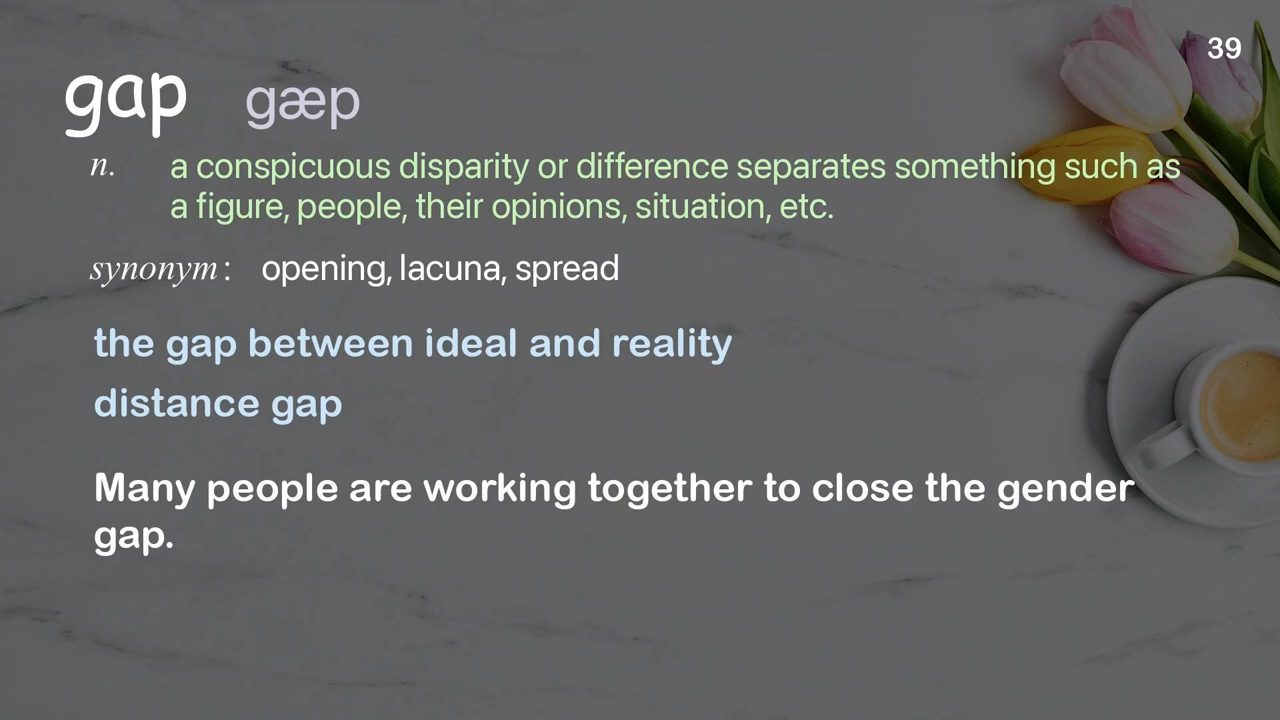 39
gap gæp
n. a conspicuous disparity or difference separates something such as
a figure, people, their opinions, situation, etc.
synonym: opening, lacuna, spread
the gap between ideal and reality
distance gap
Many people are working together to close the gender
gap.